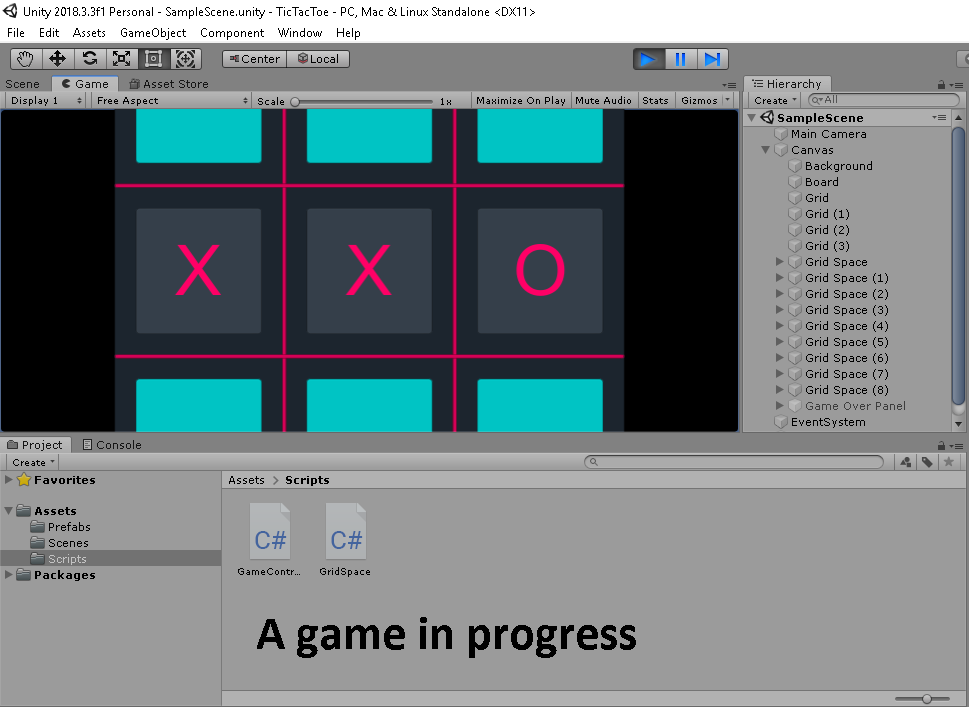 Unity 2018.3.3f1 Personal - SampleScene.unity - TicTacToe - PC, Mac & Linux Standalone <DX11>
File Edit Assets GameObject Component Window Help
Center Local
Scene Game Asset Store
Display 1 Free Aspect Scale 1x Maximize On Play Mute Audio Stats Gizmos
X X O
Hierarchy
Create All
SampleScene
Main Camera
Canvas
Background
Board
Grid
Grid (1)
Grid (2)
Grid (3)
Grid Space
Grid Space (1)
Grid Space (2)
Grid Space (3)
Grid Space (4)
Grid Space (5)
Grid Space (6)
Grid Space (7)
Grid Space (8)
Game Over Panel
EventSystem
Project Console
Create
Favorites
Assets
Prefabs
Scenes
Scripts
Packages
Assets > Scripts
C# C#
GameContr... GridSpace
A game in progress